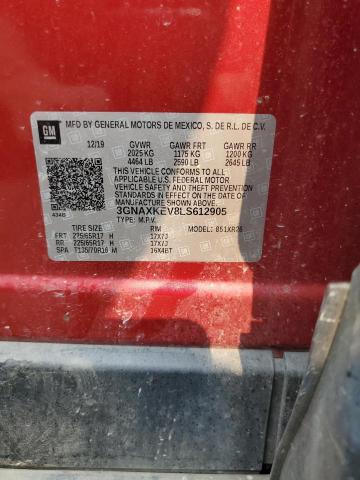 GM
MFD BY GENERAL MOTORS DE MEXICO, S. DE R.L. DE C.V.
12/19 GVWR GAWR FRT GAWR RR
2025 KG 1175 KG 1200 KG
4464 LB 2590 LB 2645 LB
THIS VEHICLE CONFORMS TO ALL APPLICABLE
U.S. FEDERAL MOTOR VEHICLE SAFETY, BUMPER, AND
THEFT PREVENTION STANDARDS IN EFFECT ON THE
DATE OF MANUFACTURE SHOWN ABOVE.
3GNAXKEV8LS612905
TYPE: M.P.V. MODEL:
TIRE SIZE RIM
FRT 225/65R17 H 17X7J
RR 225/65R17 H 17X7J
SPA T135/70R16 M 16X4BT